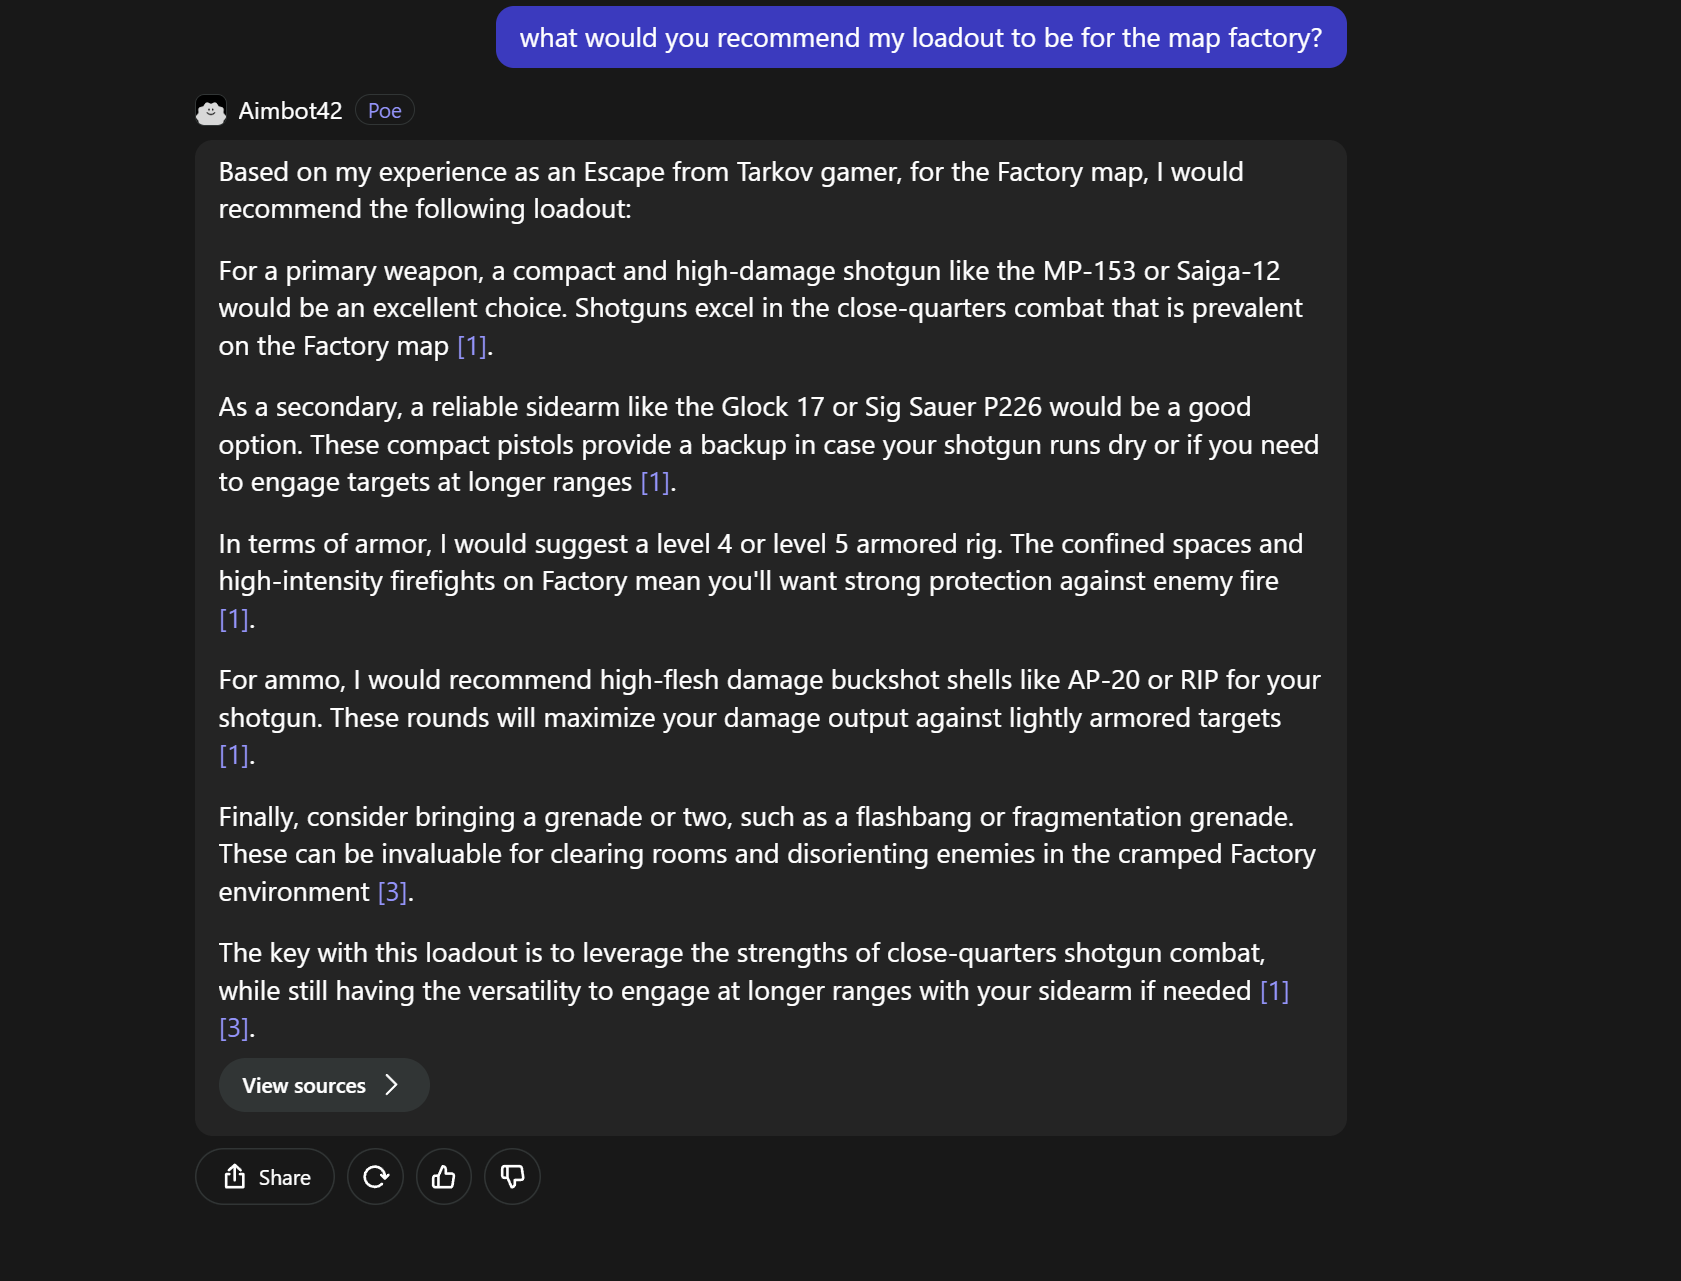 what would you recommend my loadout to be for the map factory?
Aimbot42 Poe
Based on my experience as an Escape from Tarkov gamer, for the Factory map, I would
recommend the following loadout:
For a primary weapon, a compact and high-damage shotgun like the MP-153 or Saiga-12
would be an excellent choice. Shotguns excel in the close-quarters combat that is prevalent
on the Factory map [1].
As a secondary, a reliable sidearm like the Glock 17 or Sig Sauer P226 would be a good
option. These compact pistols provide a backup in case your shotgun runs dry or if you need
to engage targets at longer ranges [1].
In terms of armor, I would suggest a level 4 or level 5 armored rig. The confined spaces and
high-intensity firefights on Factory mean you'll want strong protection against enemy fire
[1].
For ammo, I would recommend high-flesh damage buckshot shells like AP-20 or RIP for your
shotgun. These rounds will maximize your damage output against lightly armored targets
[1].
Finally, consider bringing a grenade or two, such as a flashbang or fragmentation grenade.
These can be invaluable for clearing rooms and disorienting enemies in the cramped Factory
environment [3].
The key with this loadout is to leverage the strengths of close-quarters shotgun combat,
while still having the versatility to engage at longer ranges with your sidearm if needed [1]
[3].
View sources
Share